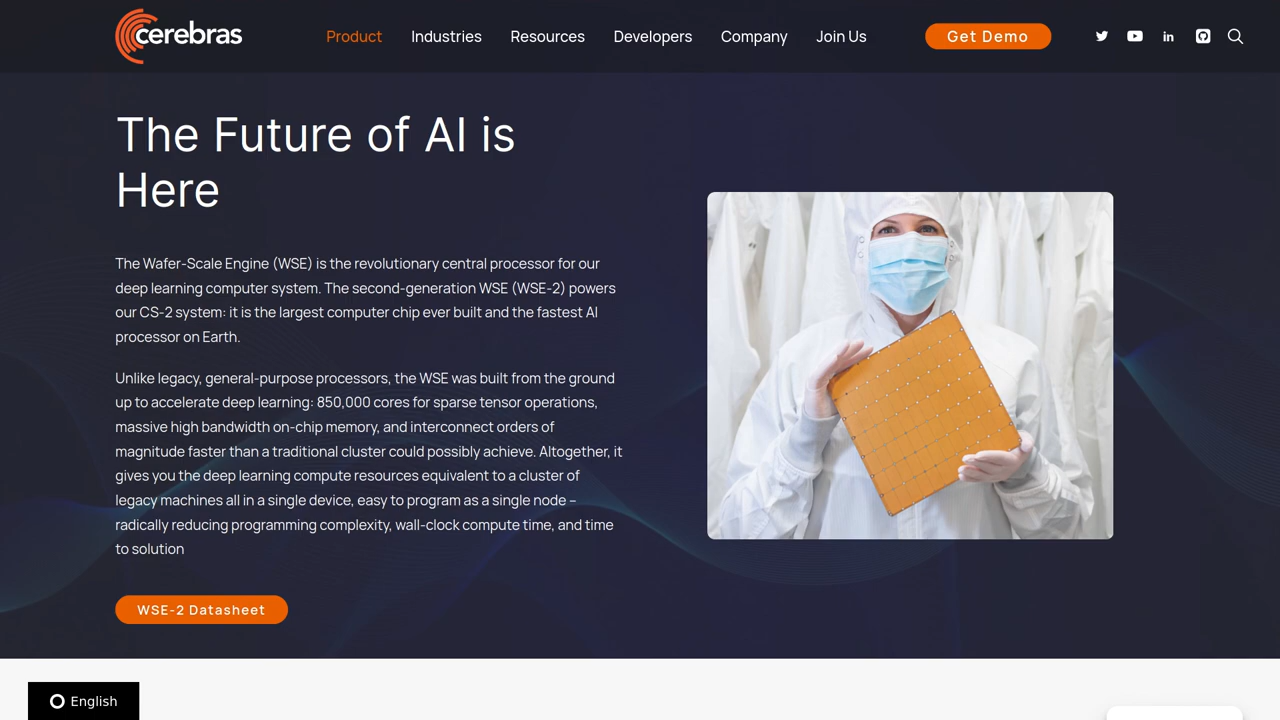 cerebras
Product
Industries
Resources
Developers
Company
Join Us
Get Demo
The Future of AI is
Here
The Wafer-Scale Engine (WSE) is the revolutionary central processor for our
deep learning computer system. The second-generation WSE (WSE-2) powers
our CS-2 system: it is the largest computer chip ever built and the fastest AI
processor on Earth.
Unlike legacy, general-purpose processors, the WSE was built from the ground
up to accelerate deep learning: 850,000 cores for sparse tensor operations,
massive high bandwidth on-chip memory, and interconnect orders of
magnitude faster than a traditional cluster could possibly achieve. Altogether, it
gives you the deep learning compute resources equivalent to a cluster of
legacy machines all in a single device, easy to program as a single node –
radically reducing programming complexity, wall-clock compute time, and time
to solution
WSE-2 Datasheet
English